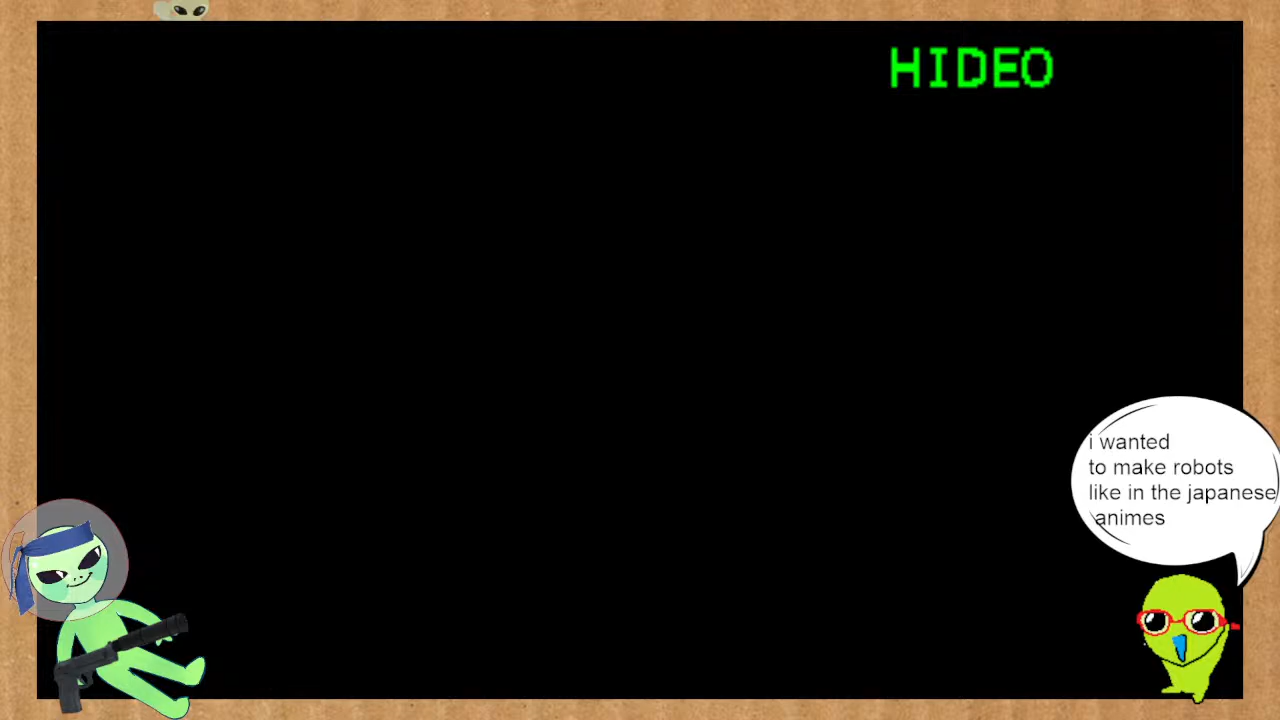 HIDEO
i wanted
to make robots
like in the japanese
animes